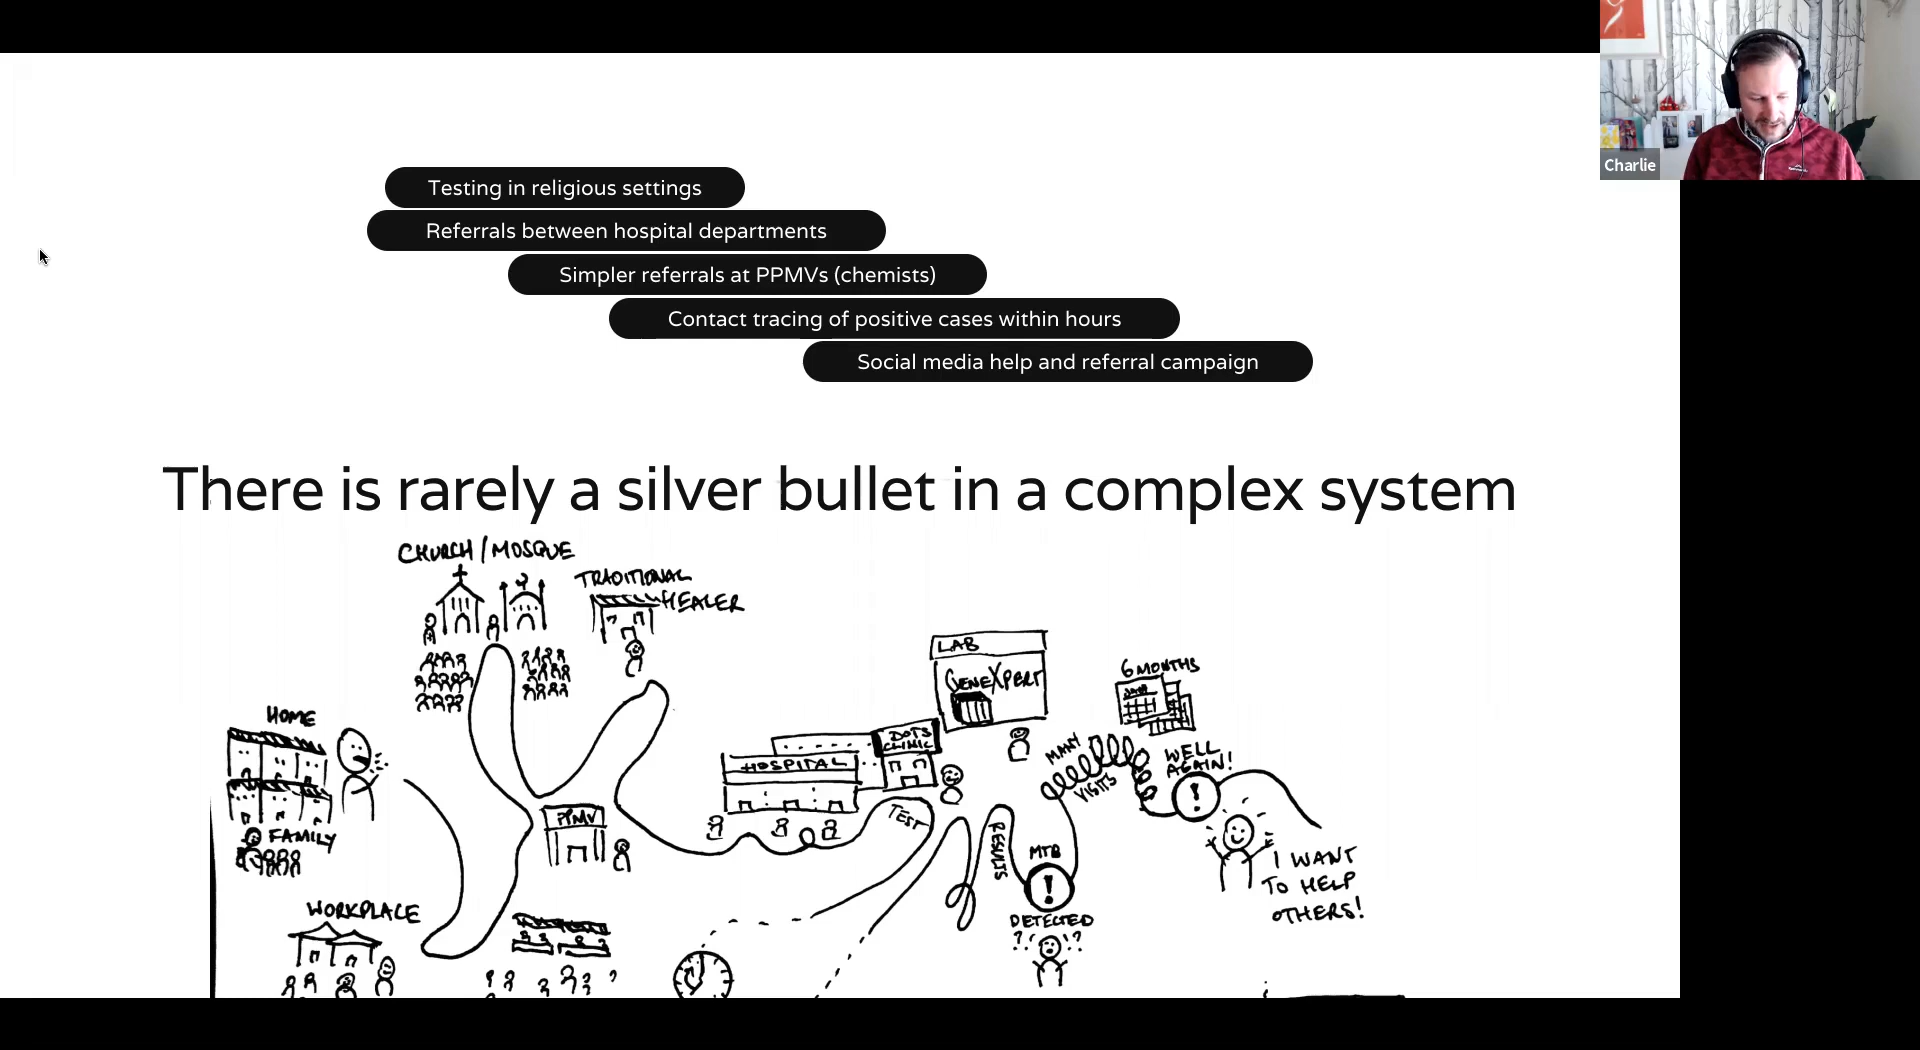 Charlie
Testing in religious settings
Referrals between hospital departments
Simpler referrals at PPMVs (chemists)
Contact tracing of positive cases within hours
Social media help and referral campaign
There is rarely a silver bullet in a complex system
CHURCH / MOSQUE
TRADITIONAL
HEALER
LAB
GENEXPERT
6 MONTHS
HOME
DOTS
CLINIC
HOSPITAL
MANY
VISITS
WELL
AGAIN!
!
PPMV
TEST
RESULTS
FAMILY
MTB
!
DETECTED
?? !?
I WANT
TO HELP
OTHERS!
WORKPLACE